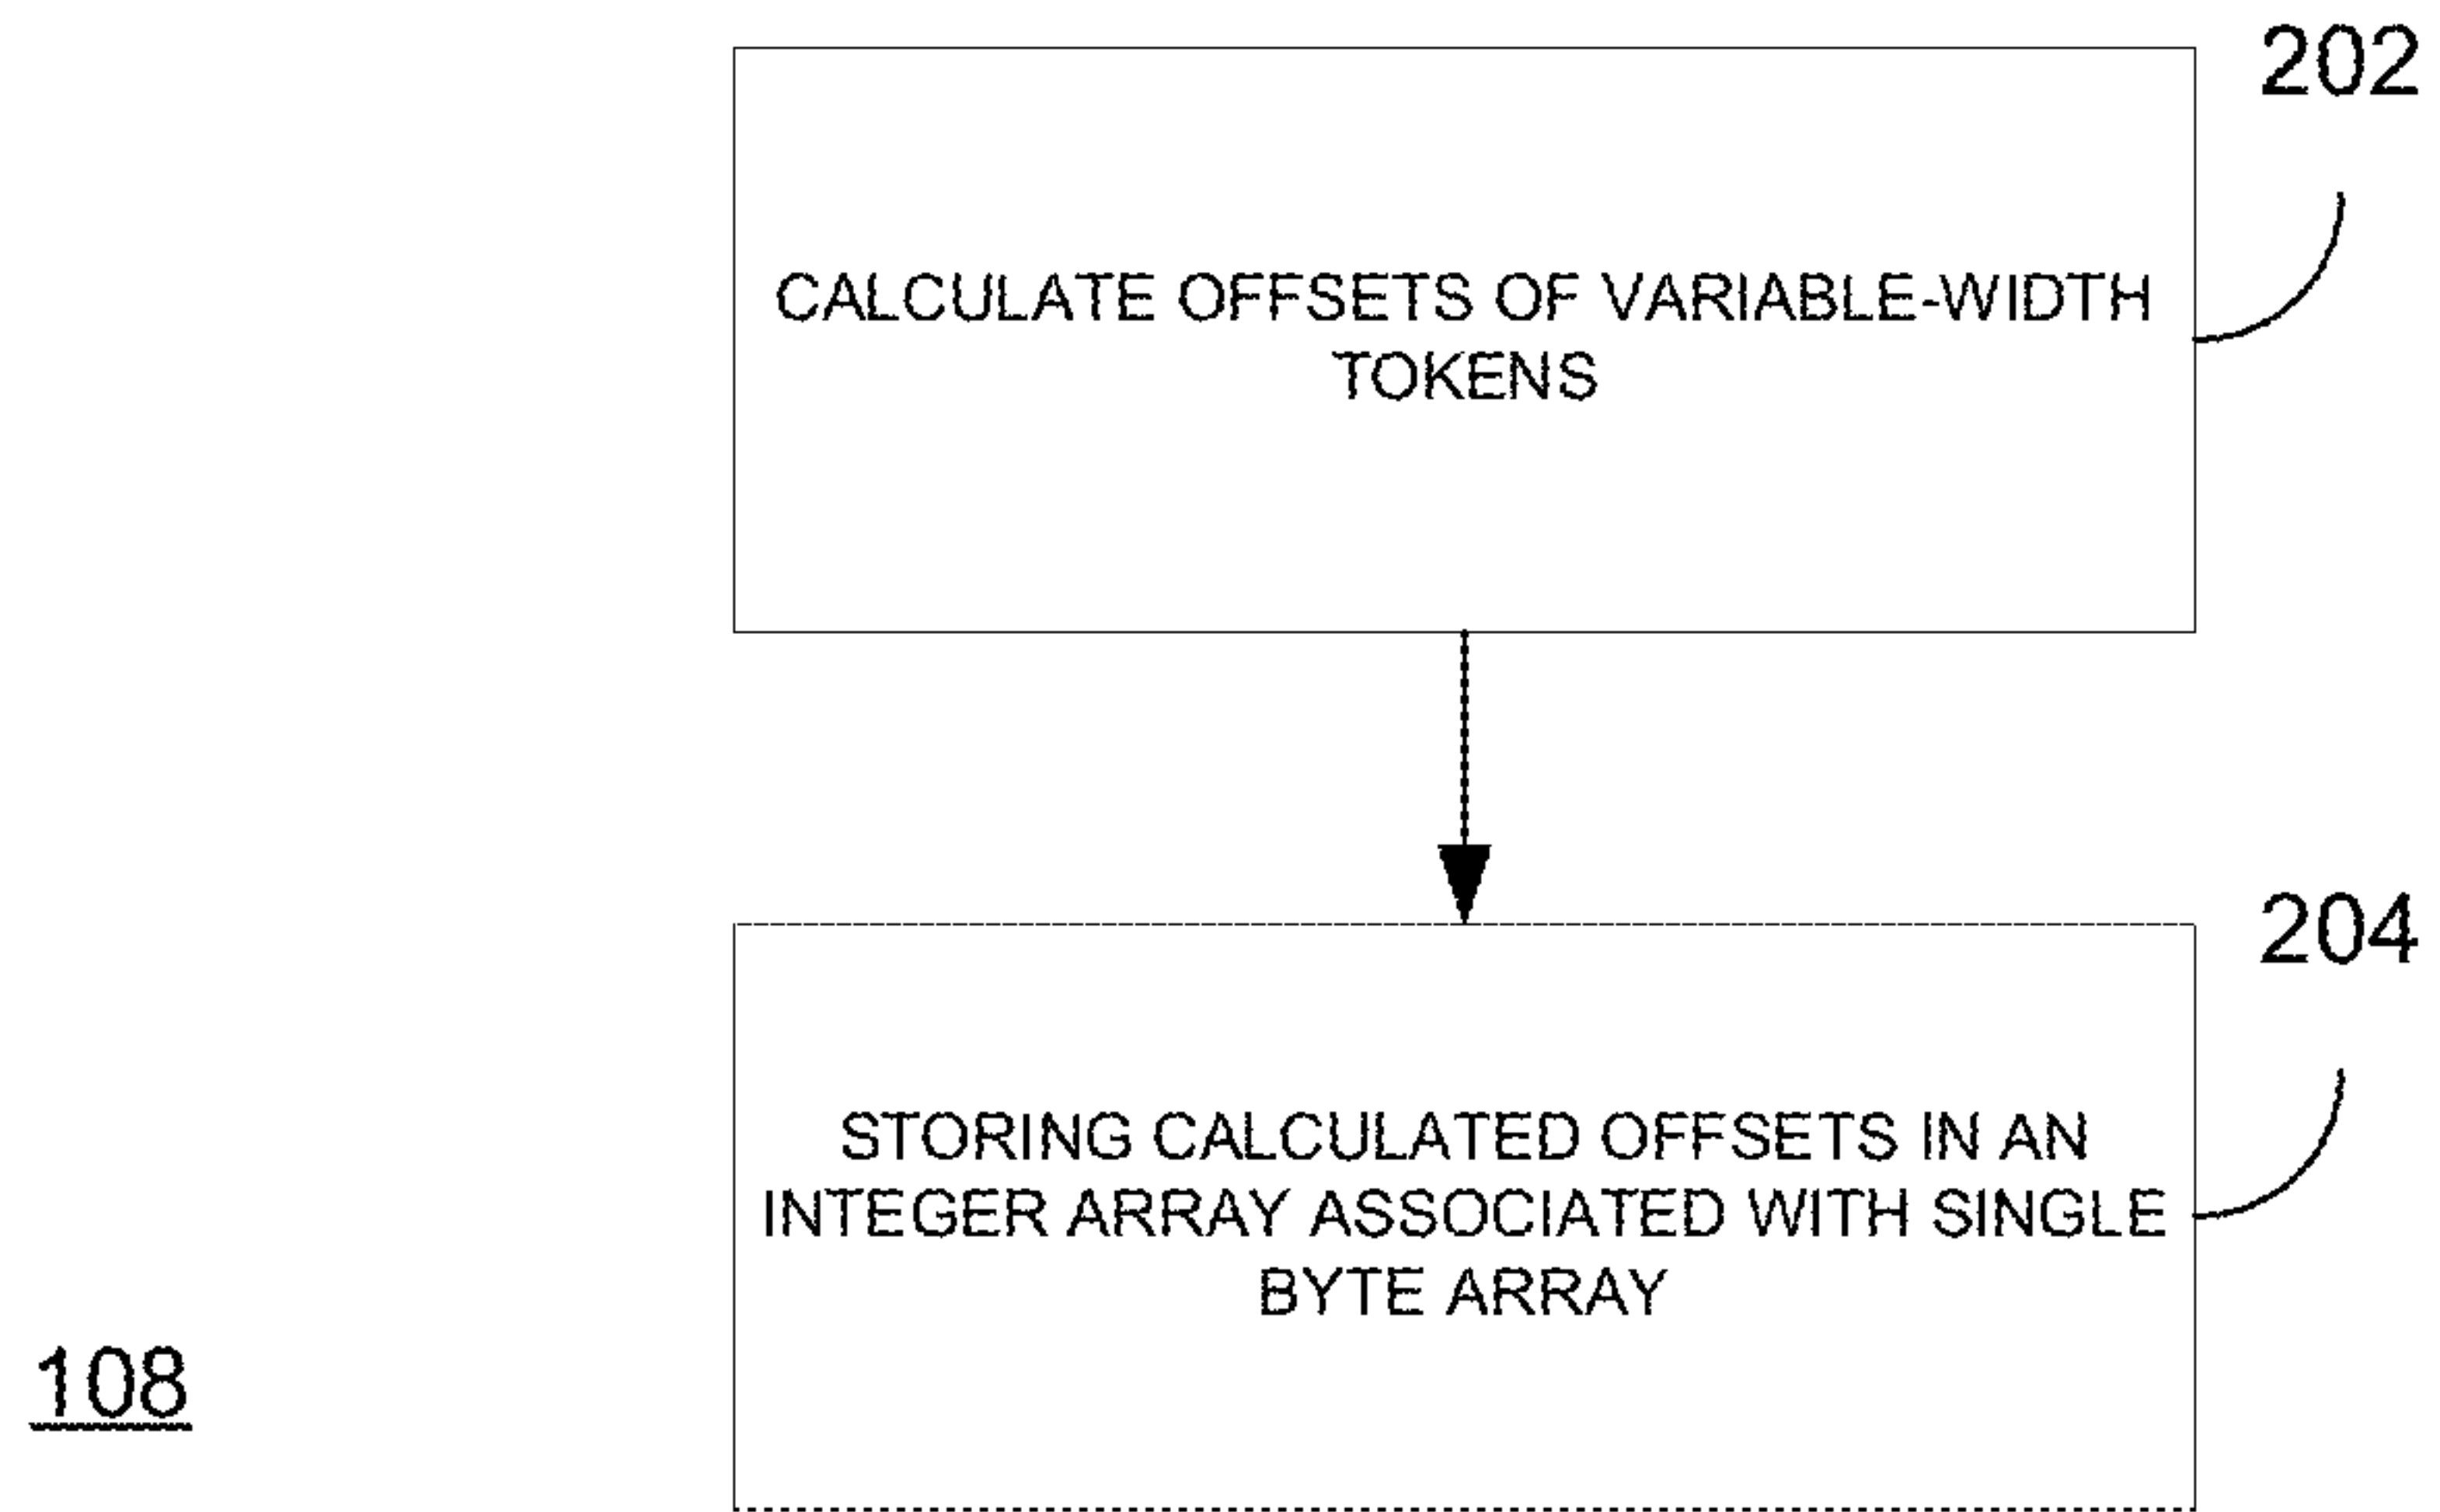 202
CALCULATE OFFSETS OF VARIABLE-WIDTH
TOKENS
204
STORING CALCULATED OFFSETS IN AN
INTEGER ARRAY ASSOCIATED WITH SINGLE
BYTE ARRAY
108